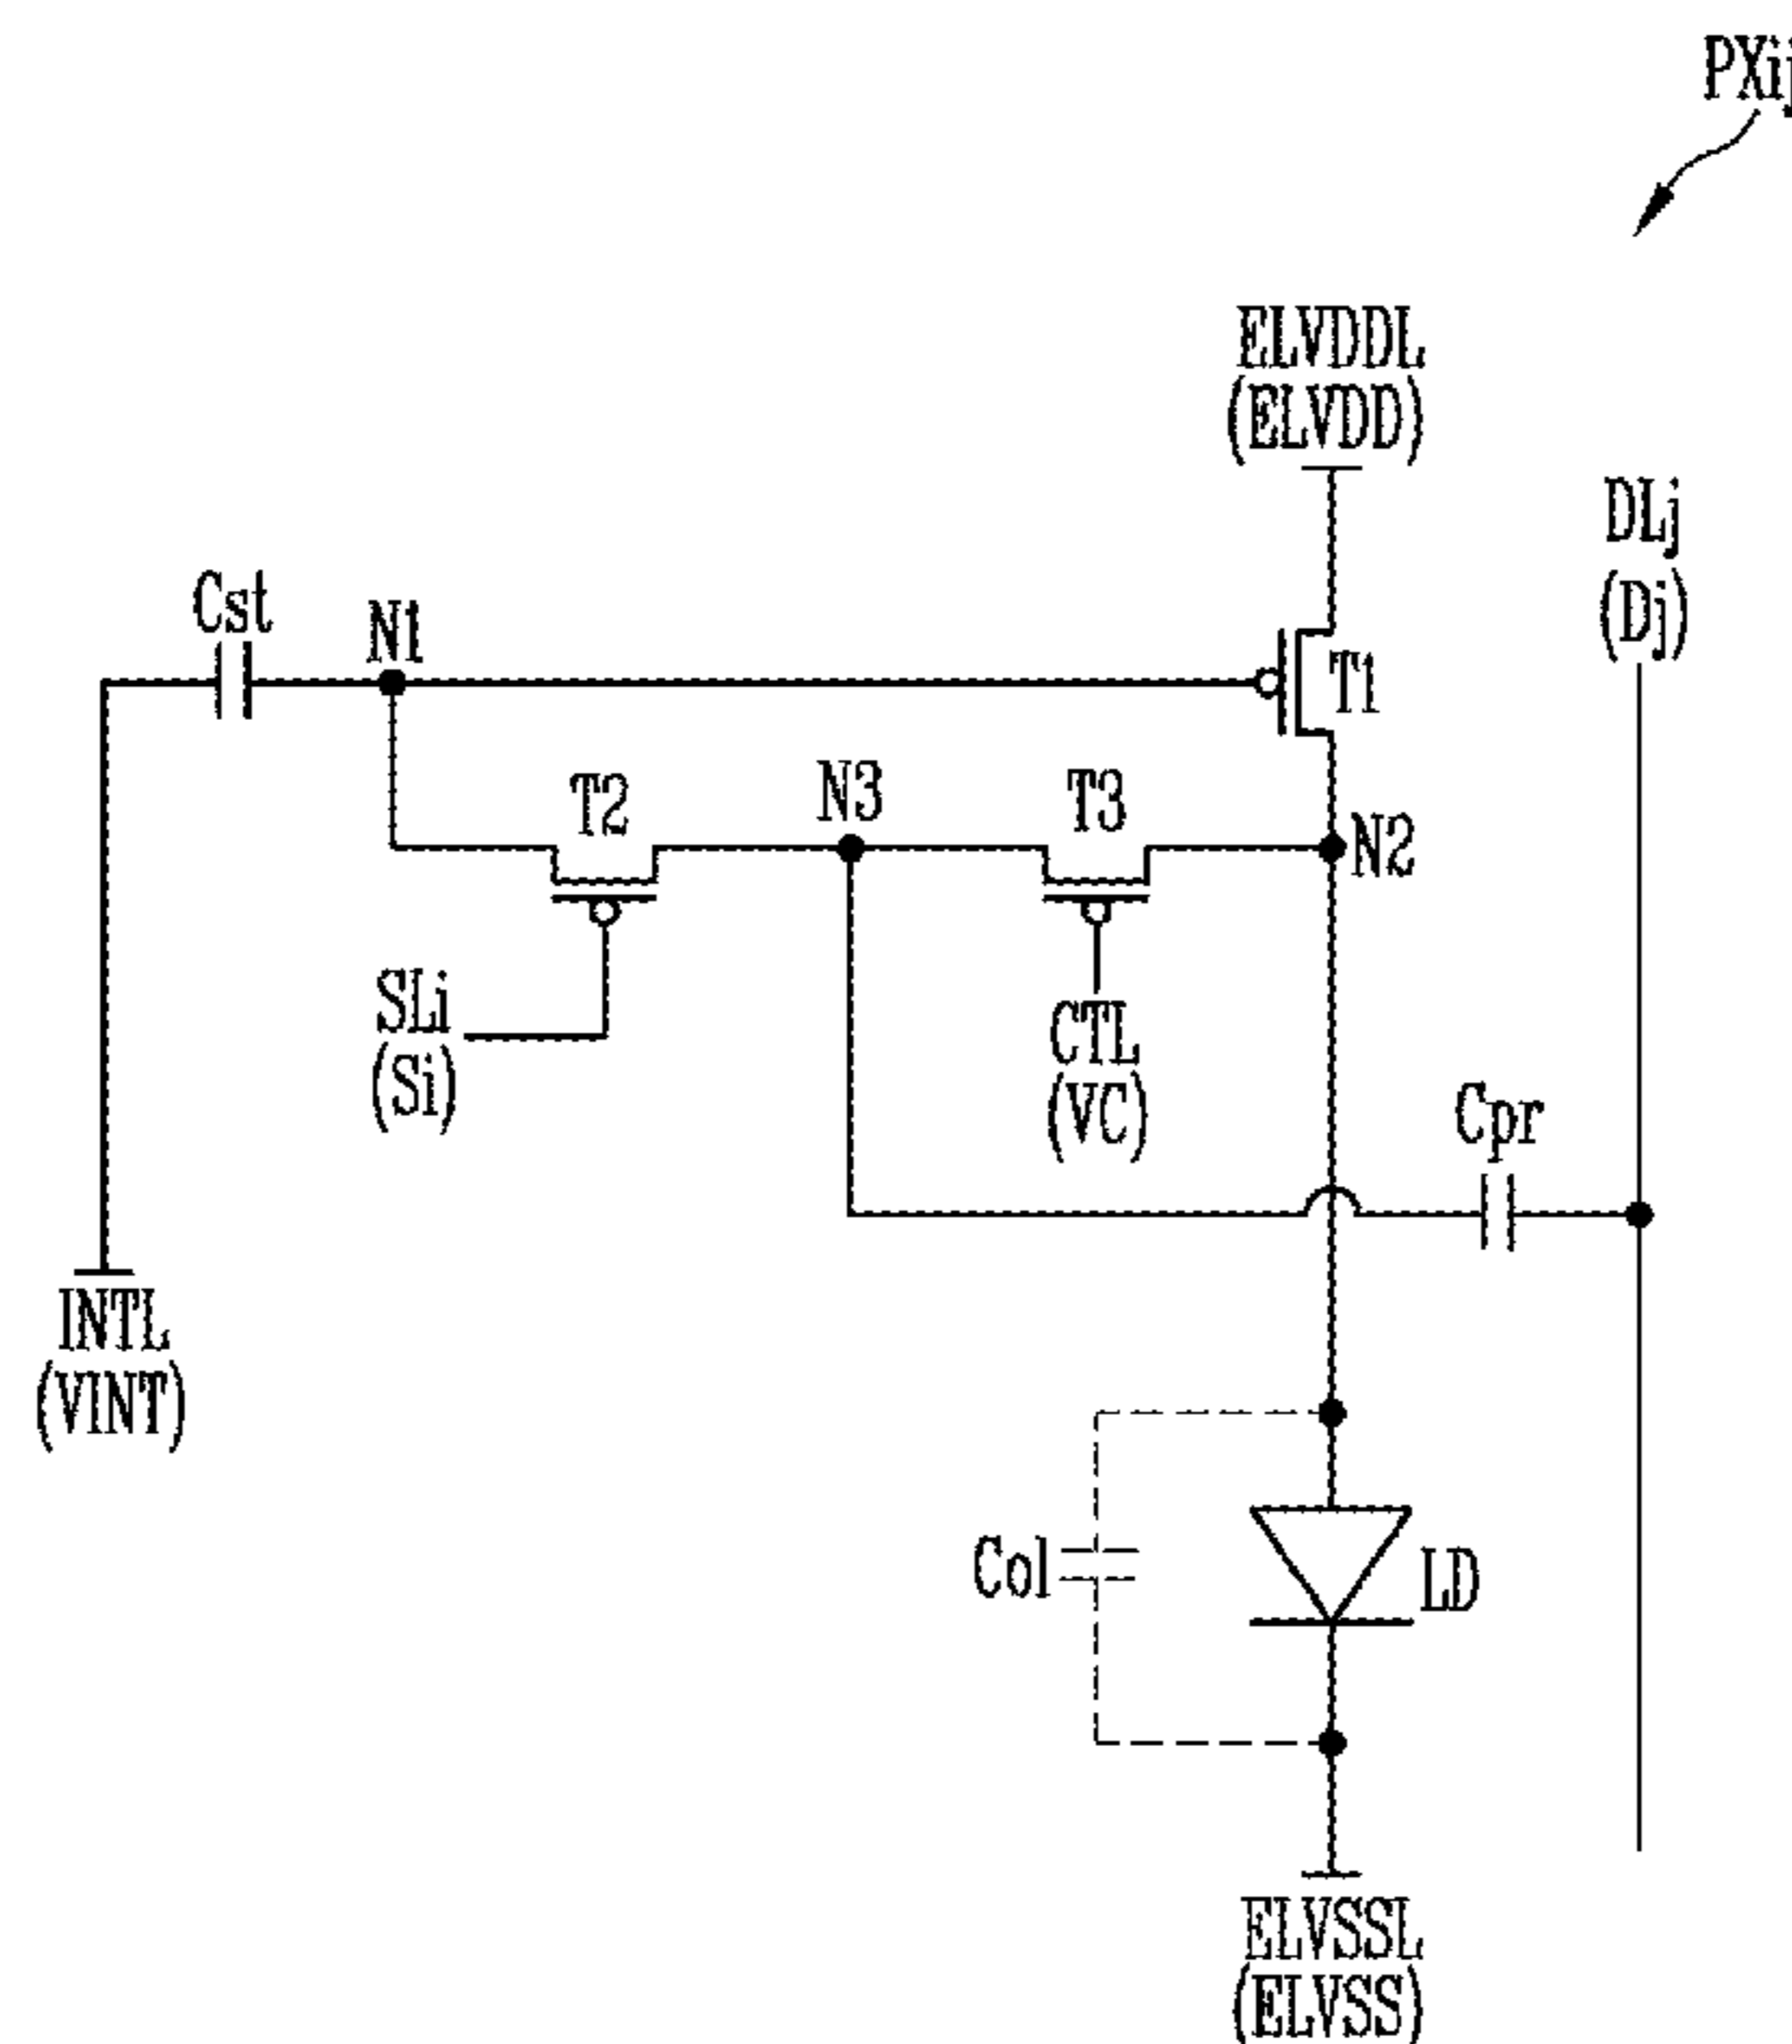 PXij
ELVDDL
(ELVDD)
DLj
(Dj)
Cst
N1
T1
T2
N3
T3
N2
SLi
(Si)
CTL
(VC)
Cpr
INTL
(VINT)
Col
LD
ELVSSL
(ELVSS)